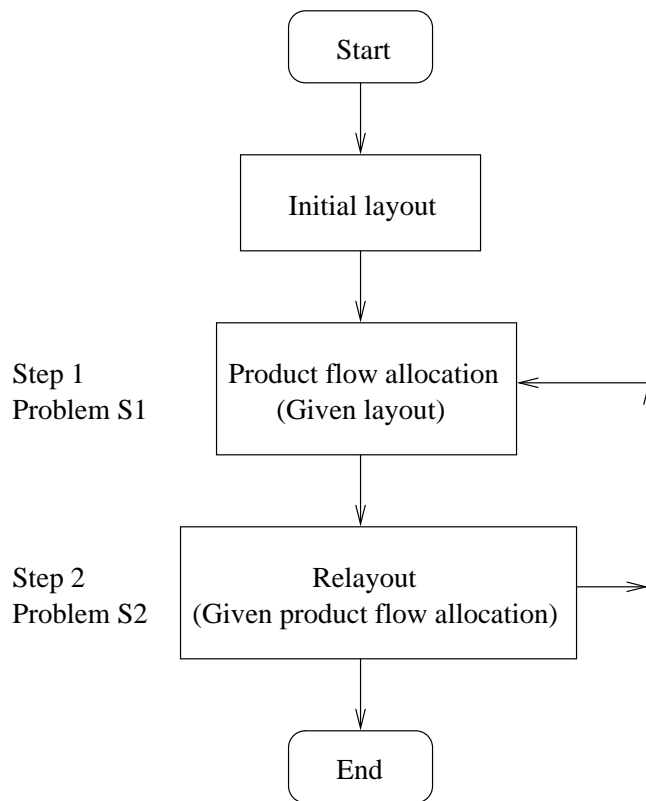 Start
Initial layout
Step 1
Problem S1
Product flow allocation
(Given layout)
Step 2
Problem S2
Relayout
(Given product flow allocation)
End